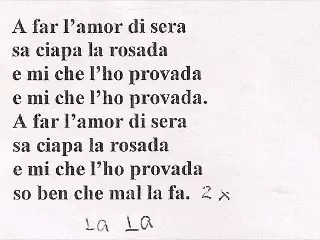 A far l'amor di sera
sa ciapa la rosada
e mi che l'ho provada
e mi che l'ho provada.
A far l'amor di sera
sa ciapa la rosada
e mi che l'ho provada
so ben che mal la fa. 2 x
La La